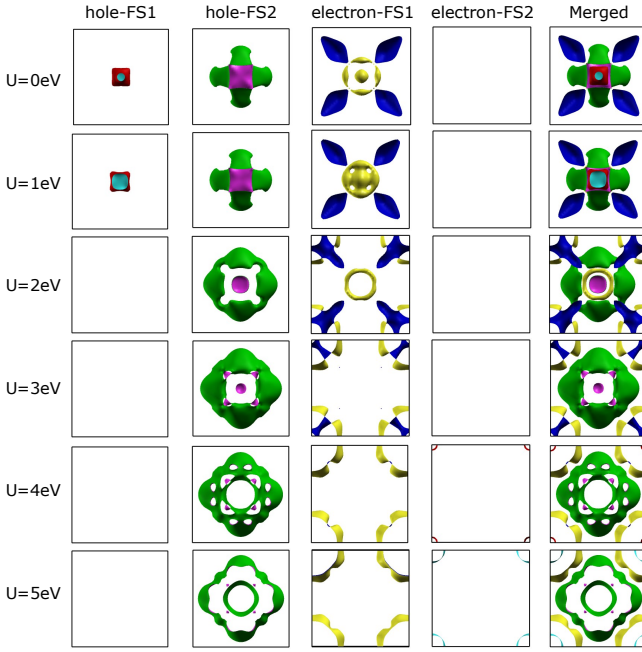 hole-FS1 hole-FS2 electron-FS1 electron-FS2 Merged
U=0eV
U=1eV
U=2eV
U=3eV
U=4eV
U=5eV